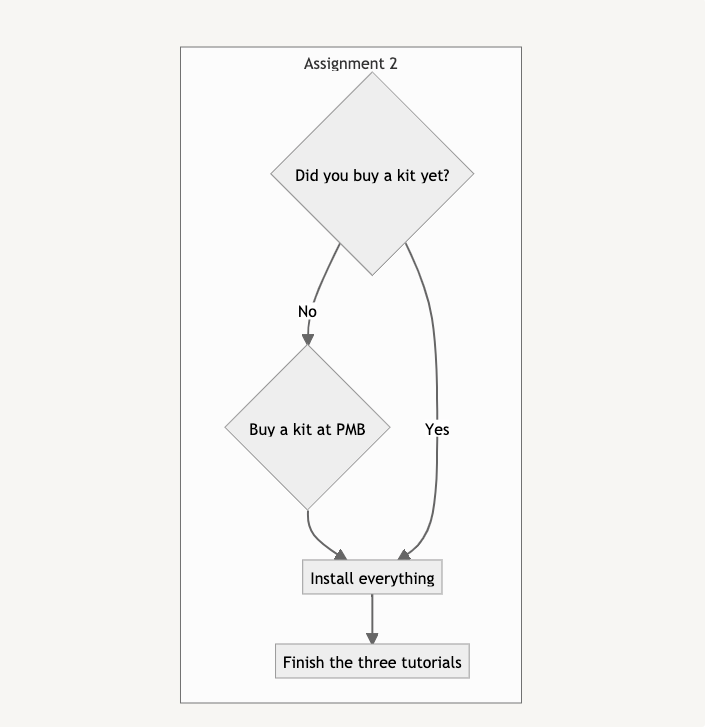 Assignment 2
Did you buy a kit yet?
No
Buy a kit at PMB
Yes
Install everything
Finish the three tutorials